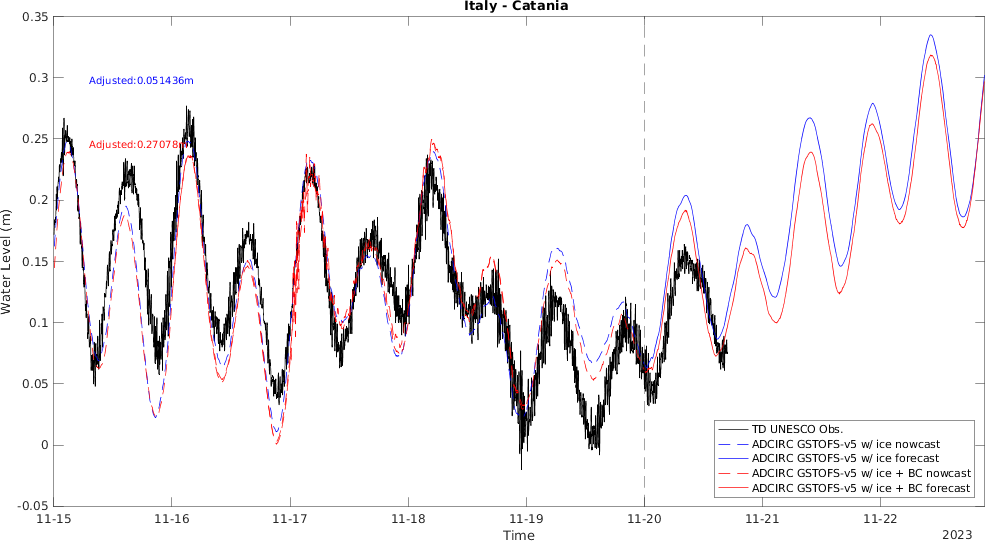 Italy - Catania
0.35
0.3
0.25
0.2
0.15
0.1
0.05
0
-0.05
Water Level (m)
Adjusted:0.051436m
Adjusted:0.27078m
TD UNESCO Obs.
ADCIRC GSTOFS-v5 w/ ice nowcast
ADCIRC GSTOFS-v5 w/ ice forecast
ADCIRC GSTOFS-v5 w/ ice + BC nowcast
ADCIRC GSTOFS-v5 w/ ice + BC forecast
11-15 11-16 11-17 11-18 11-19 11-20 11-21 11-22
Time
2023